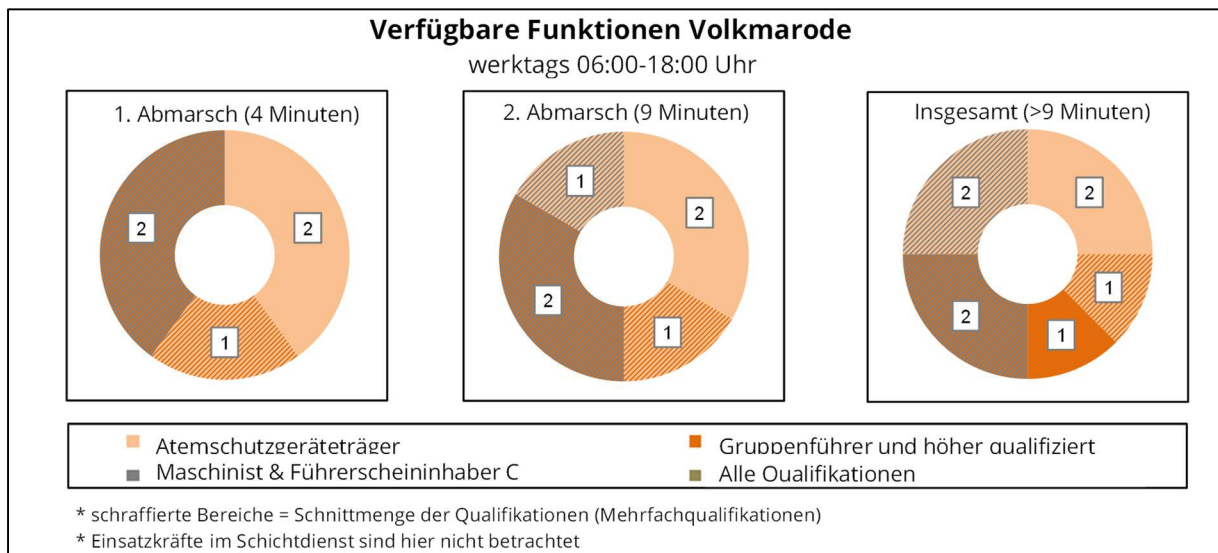 Verfügbare Funktionen Volkmarode
werktags 06:00-18:00 Uhr
1. Abmarsch (4 Minuten)
2
2
1
2. Abmarsch (9 Minuten)
1
2
2
1
Insgesamt (>9 Minuten)
2
2
1
2
1
Atemschutzgeräteträger
Gruppenführer und höher qualifiziert
Maschinist & Führerscheininhaber C
Alle Qualifikationen
* schraffierte Bereiche = Schnittmenge der Qualifikationen (Mehrfachqualifikationen)
* Einsatzkräfte im Schichtdienst sind hier nicht betrachtet